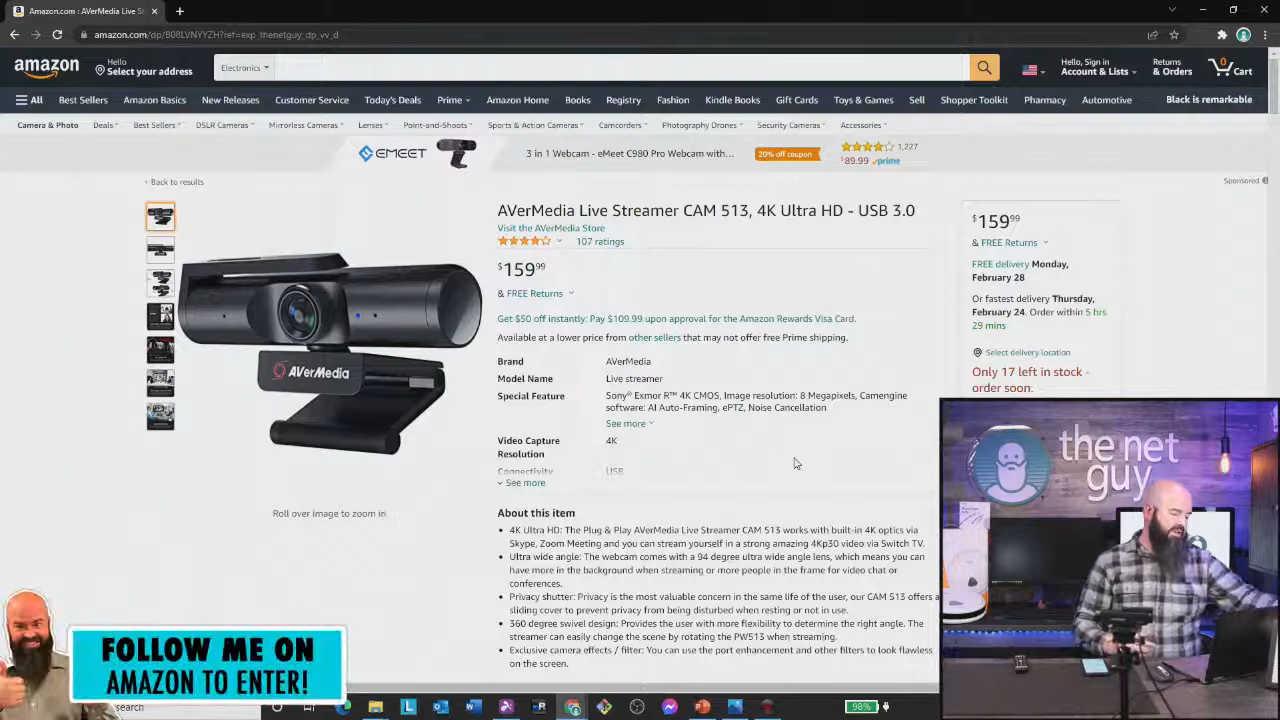 Amazon.com : AVerMedia Live St
amazon.com/dp/B08LVNYYZH?ref=exp_thenetguy_dp_vv_d
amazon
Hello
Select your address
Electronics
Hello, Sign in
Account & Lists
Returns
& Orders
0
Cart
All
Best Sellers
Amazon Basics
New Releases
Customer Service
Today's Deals
Prime
Amazon Home
Books
Registry
Fashion
Kindle Books
Gift Cards
Toys & Games
Sell
Shopper Toolkit
Pharmacy
Automotive
Black is remarkable
Camera & Photo
Deals
Best Sellers
DSLR Cameras
Mirrorless Cameras
Lenses
Point-and-Shoots
Sports & Action Cameras
Camcorders
Photography Drones
Security Cameras
Accessories
EMEET
3 in 1 Webcam - eMeet C980 Pro Webcam with...
20% off coupon
1,227
$89.99 prime
‹ Back to results
Sponsored
AVerMedia Live Streamer CAM 513, 4K Ultra HD - USB 3.0
Visit the AVerMedia Store
107 ratings
$159 99
& FREE Returns
Get $50 off instantly: Pay $109.99 upon approval for the Amazon Rewards Visa Card.
Available at a lower price from other sellers that may not offer free Prime shipping.
Brand
AVerMedia
Model Name
Live streamer
Special Feature
Sony® Exmor R™ 4K CMOS, Image resolution: 8 Megapixels, Camengine
software: AI Auto-Framing, ePTZ, Noise Cancellation
See more
Video Capture
Resolution
4K
Connectivity
USB
See more
AVerMedia
Roll over image to zoom in
About this item
• 4K Ultra HD: The Plug & Play AVerMedia Live Streamer CAM 513 works with built-in 4K optics via
Skype, Zoom Meeting and you can stream yourself in a strong amazing 4Kp30 video via Switch TV.
• Ultra wide angle: The webcam comes with a 94 degree ultra wide angle lens, which means you can
have more in the background when streaming or more people in the frame for video chat or
conferences.
• Privacy shutter: Privacy is the most valuable concern in the same life of the user, our CAM 513 offers a
sliding cover to prevent privacy from being disturbed when resting or not in use.
• 360 degree swivel design: Provides the user with more flexibility to determine the right angle. The
streamer can easily change the scene by rotating the PW513 when streaming.
• Exclusive camera effects / filter: You can use the port enhancement and other filters to look flawless
on the screen.
$159 99
& FREE Returns
FREE delivery Monday,
February 28
Or fastest delivery Thursday,
February 24. Order within 5 hrs
29 mins
Select delivery location
Only 17 left in stock -
order soon.
the net
guy
FOLLOW ME ON
AMAZON TO ENTER!
search
98%